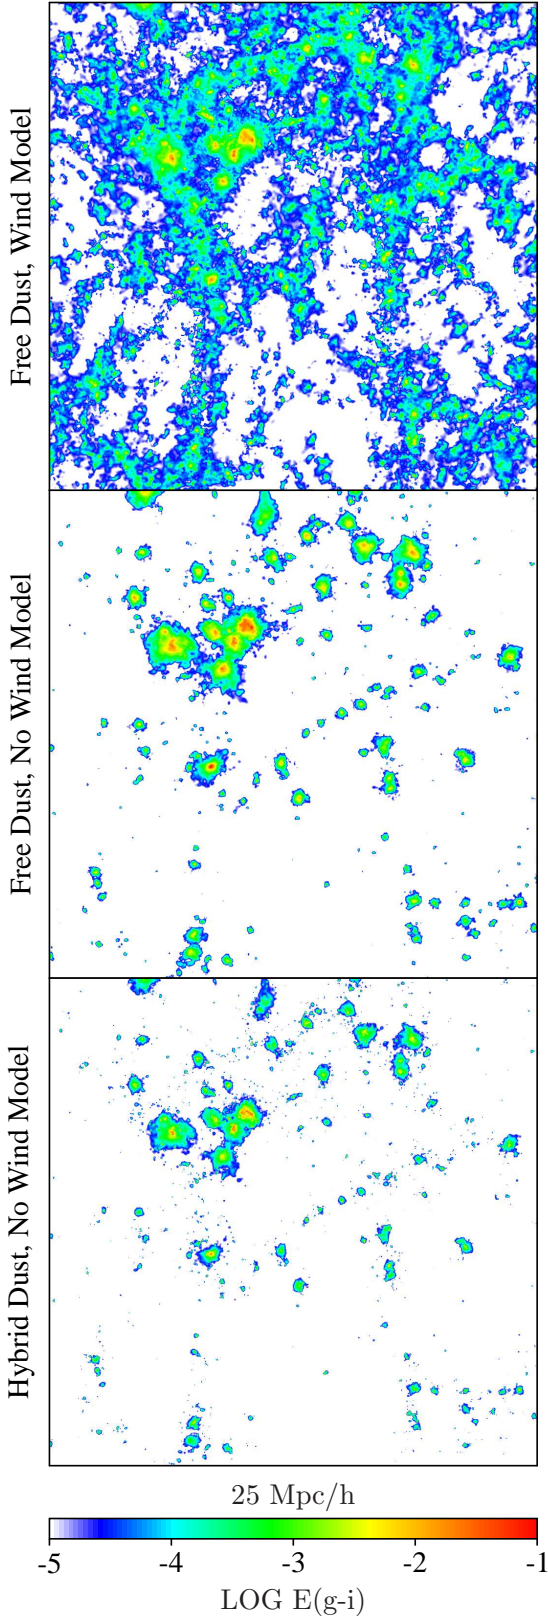 Free Dust, Wind Model
Free Dust, No Wind Model
Hybrid Dust, No Wind Model
25 Mpc/h
-5 -4 -3 -2 -1
LOG E(g-i)